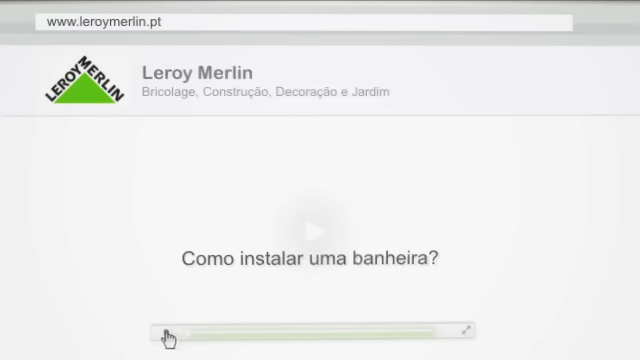 www.leroymerlin.pt
LEROY MERLIN
Leroy Merlin
Bricolage, Construção, Decoração e Jardim
Como instalar uma banheira?